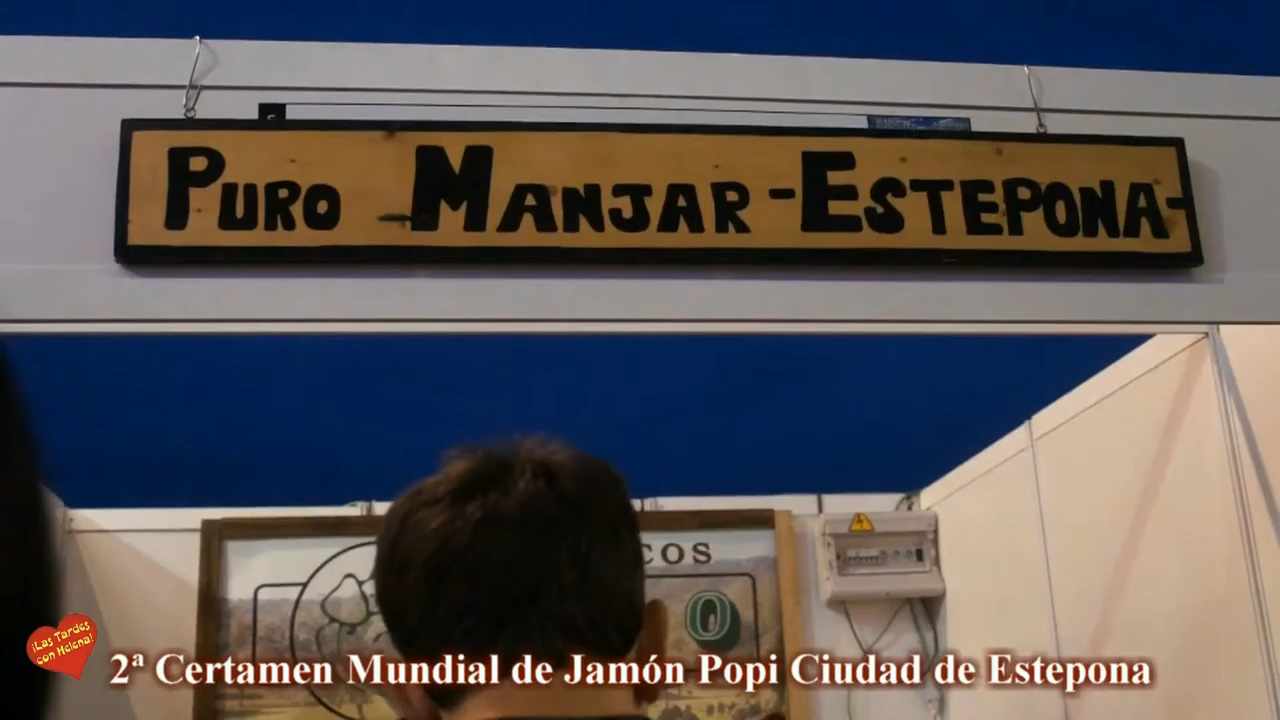 PURO MANJAR -ESTEPONA-
COS
O
¡Las Tardes
con Helena!
2ª Certamen Mundial de Jamón Popi Ciudad de Estepona